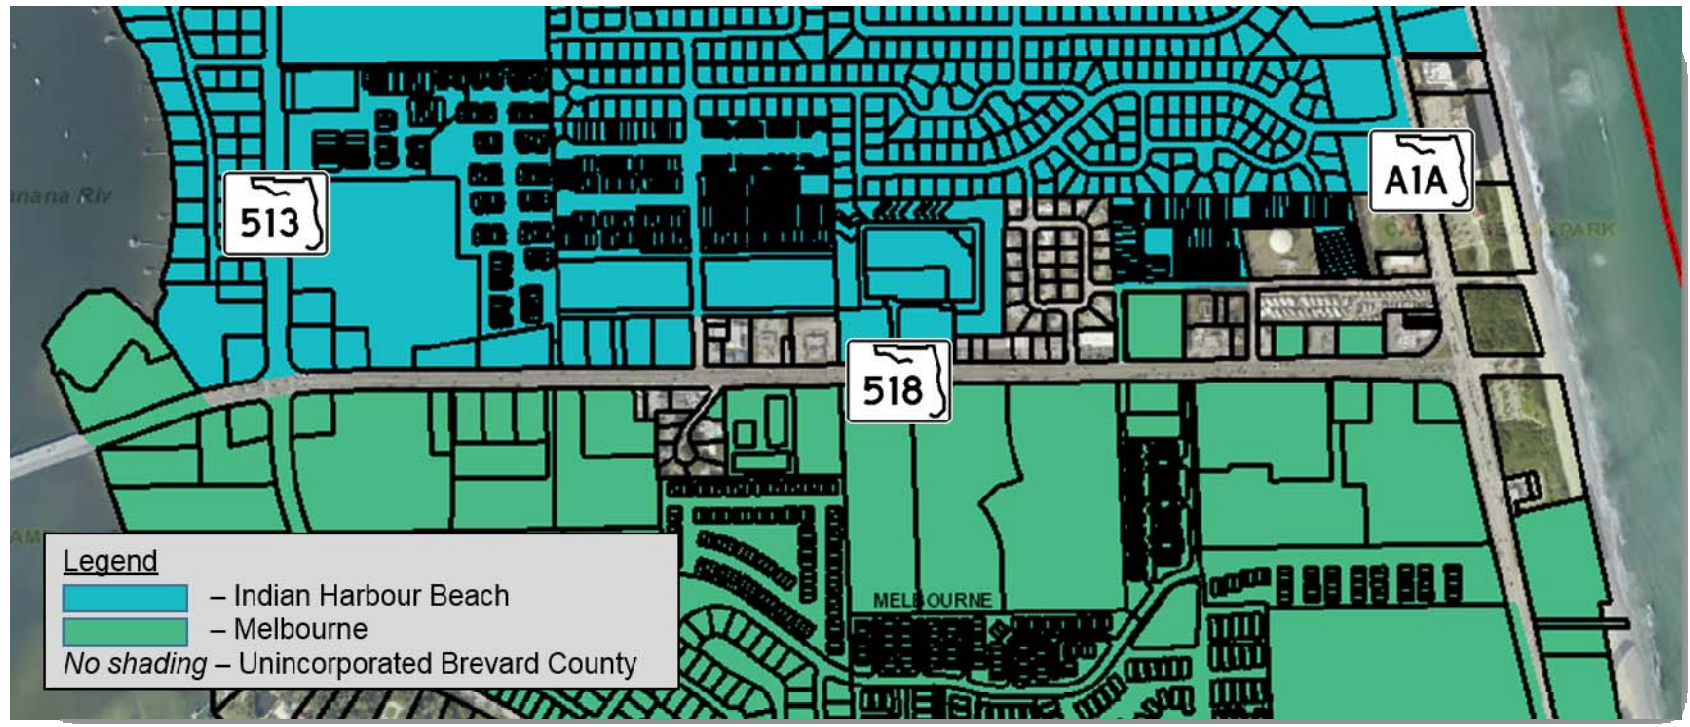 A1A
513
518
MELBOURNE
Legend
– Indian Harbour Beach
– Melbourne
No shading – Unincorporated Brevard County